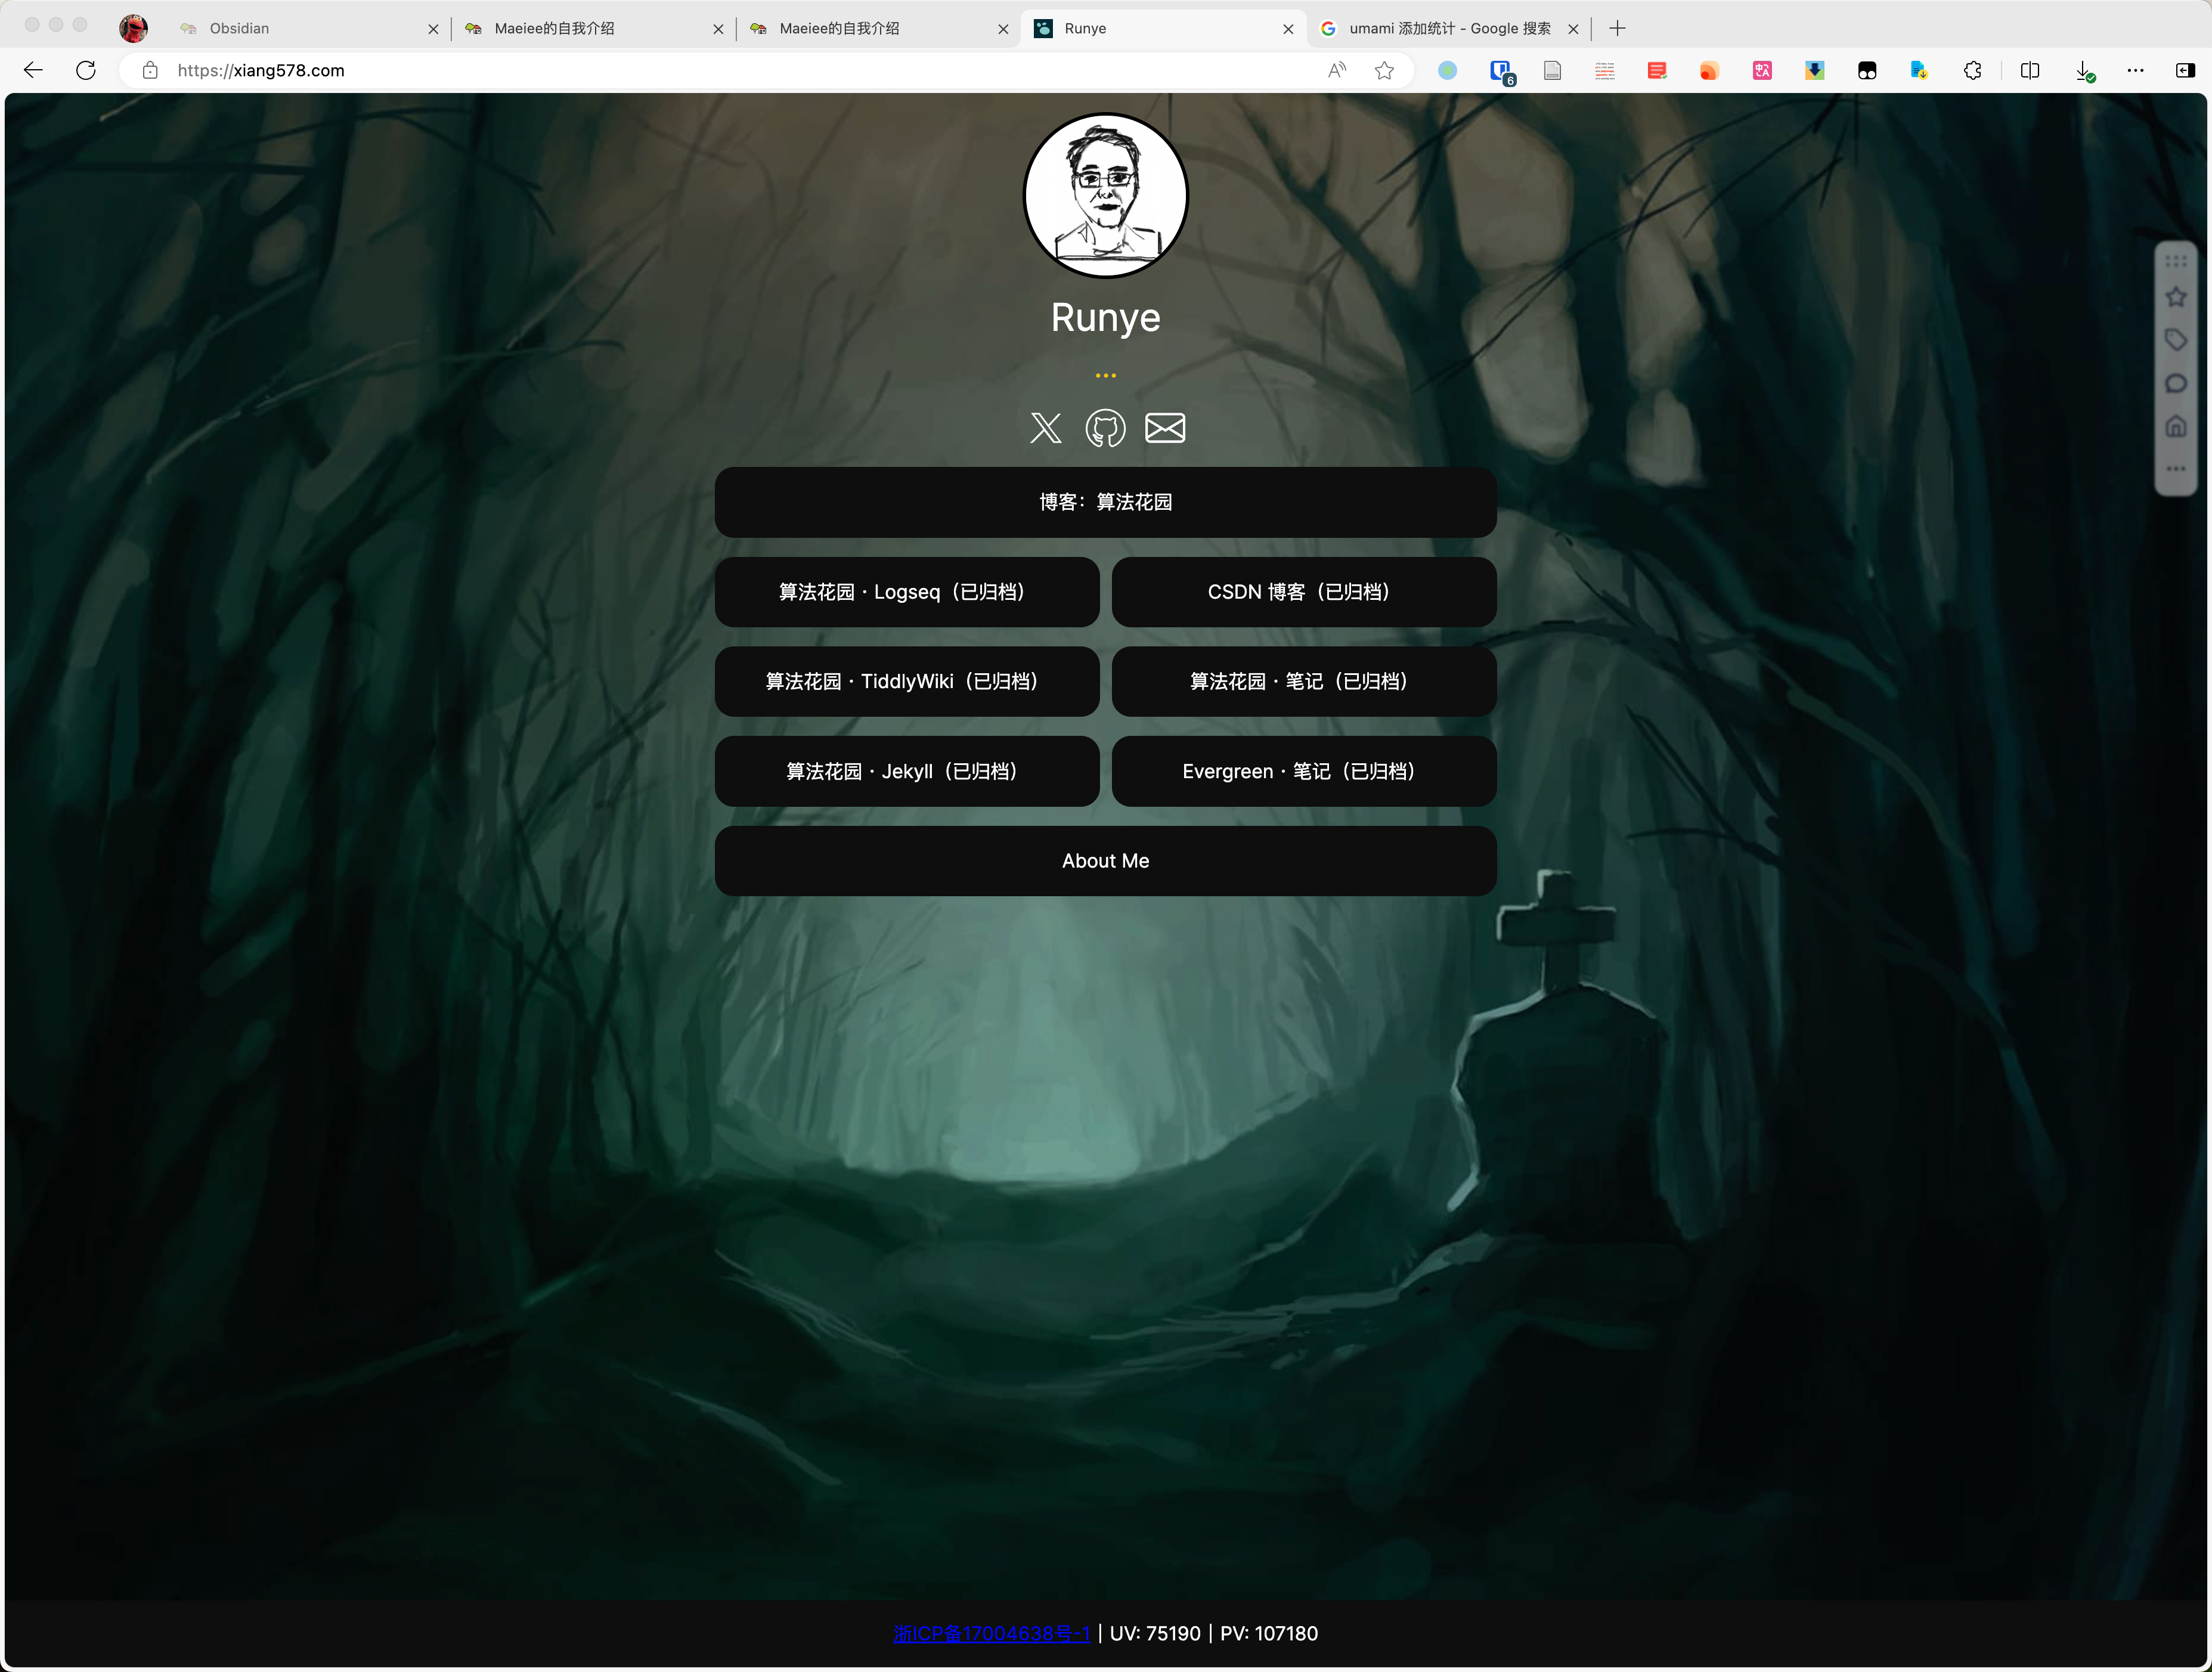 Obsidian
Maeiee的自我介绍
Maeiee的自我介绍
Runye
umami 添加统计 - Google 搜索
https://xiang578.com
6
Runye
博客：算法花园
算法花园 · Logseq（已归档）
CSDN 博客（已归档）
算法花园 · TiddlyWiki（已归档）
算法花园 · 笔记（已归档）
算法花园 · Jekyll（已归档）
Evergreen · 笔记（已归档）
About Me
浙ICP备17004638号-1 | UV: 75190 | PV: 107180